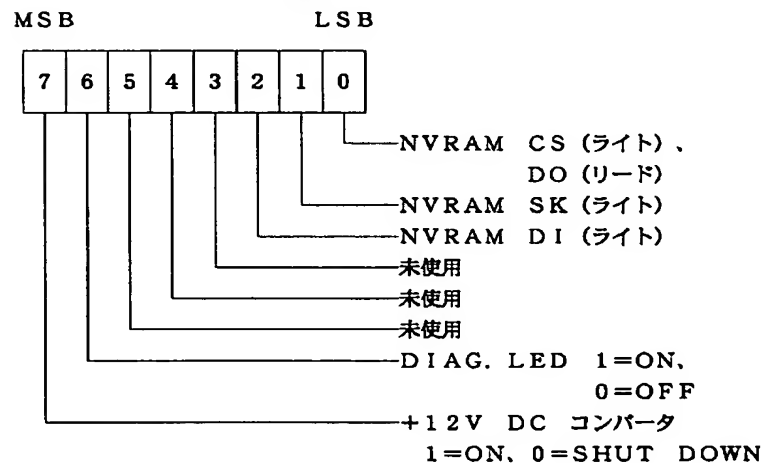 MSB LSB
7 6 5 4 3 2 1 0
NVRAM CS(ライト)、
DO(リード)
NVRAM SK(ライト)
NVRAM DI(ライト)
未使用
未使用
未使用
DIAG. LED 1=ON、
0=OFF
+12V DC コンバータ
1=ON、0=SHUT DOWN